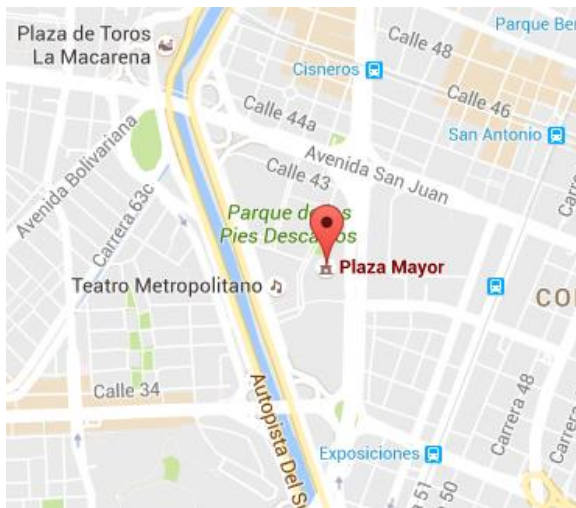 Plaza de Toros
La Macarena
Parque Ber
Calle 48
Cisneros
Calle 46
Calle 44a
San Antonio
Avenida Bolivariana
Avenida San Juan
Calle 43
Carrera 63c
Parque de los
Pies Descalzos
Plaza Mayor
Teatro Metropolitano
CO
Calle 34
Autopista Del Su
Carrera 48
Exposiciones
51
50